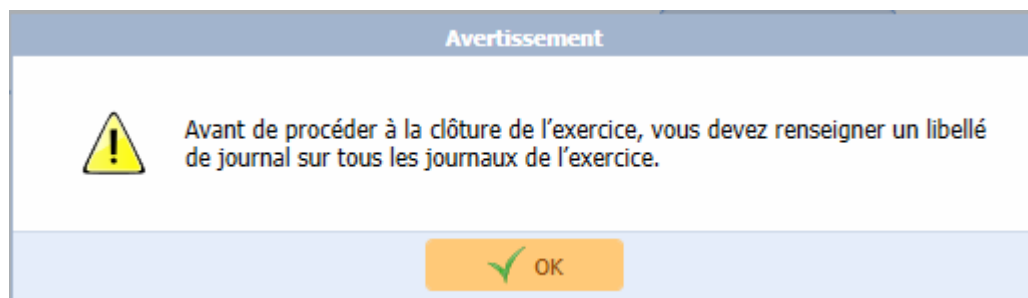 Avertissement
Avant de procéder à la clôture de l’exercice, vous devez renseigner un libellé
de journal sur tous les journaux de l’exercice.
OK